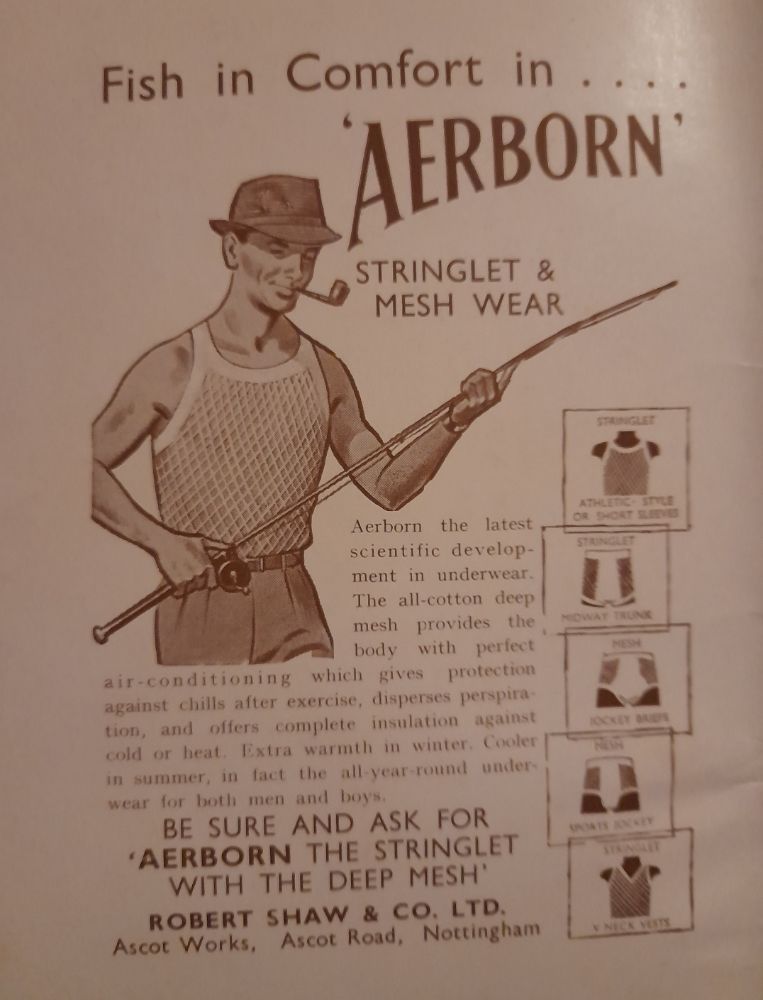 Fish in Comfort in . . . .
'AERBORN'
STRINGLET &
MESH WEAR
Aerborn the latest
scientific develop-
ment in underwear.
The all-cotton deep
mesh provides the
body with perfect
air-conditioning which gives protection
against chills after exercise, disperses perspira-
tion, and offers complete insulation against
cold or heat. Extra warmth in winter. Cooler
in summer, in fact the all-year-round under-
wear for both men and boys.
BE SURE AND ASK FOR
'AERBORN THE STRINGLET
WITH THE DEEP MESH'
ROBERT SHAW & CO. LTD.
Ascot Works, Ascot Road, Nottingham
STRINGLET
ATHLETIC-STYLE
OR SHORT SLEEVES
STRINGLET
MIDWAY TRUNK
MESH
JOCKEY BRIEFS
MESH
SPORTS JOCKEY
STRINGLET
V NECK VESTS